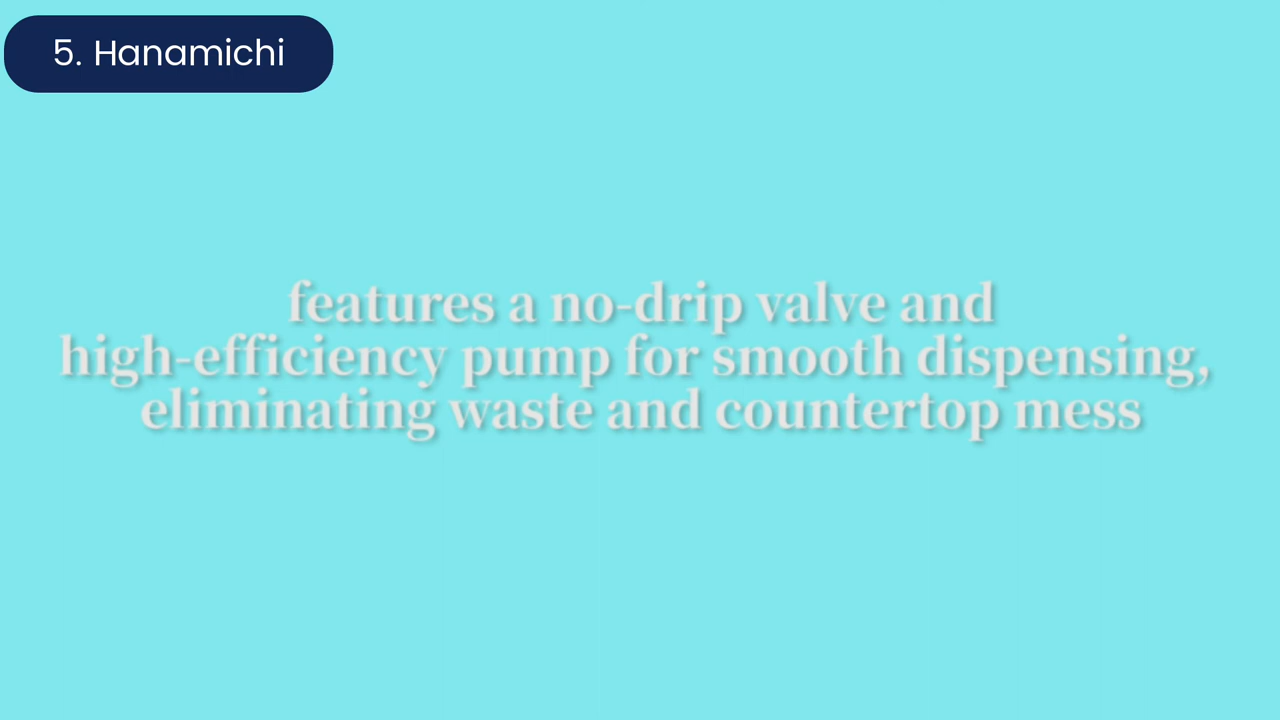 5. Hanamichi
features a no-drip valve and
high-efficiency pump for smooth dispensing,
eliminating waste and countertop mess